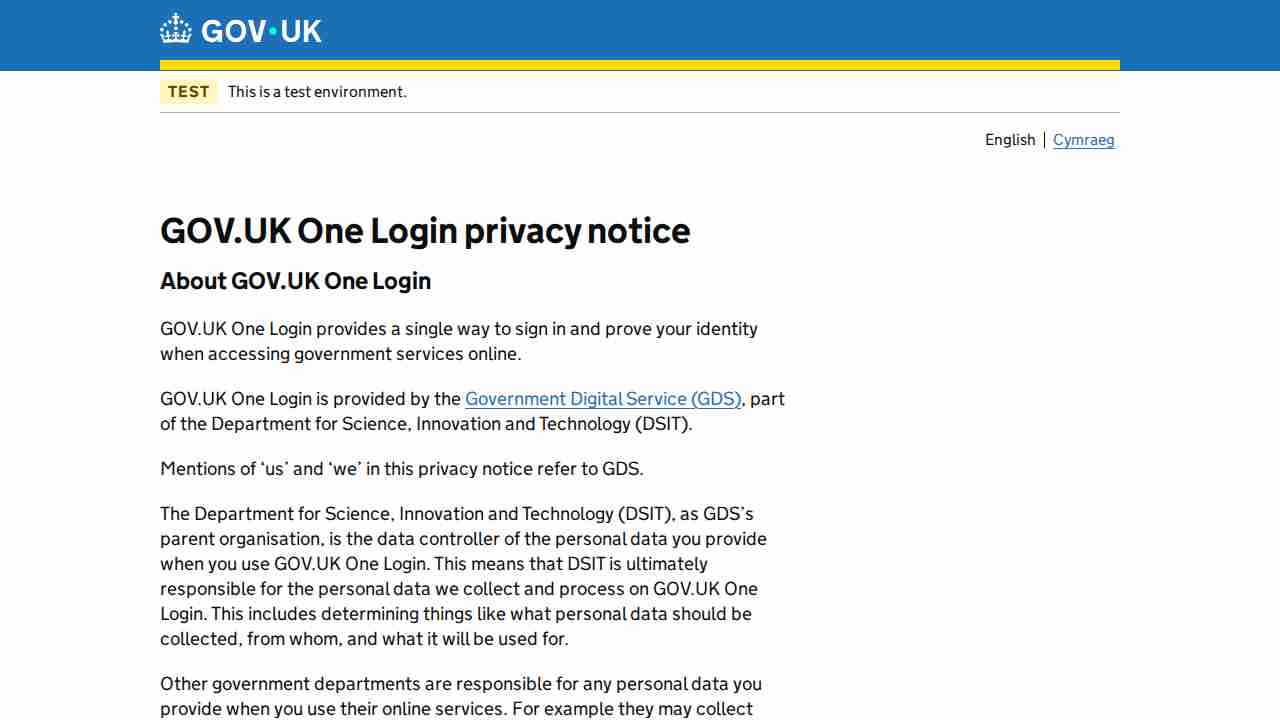 GOV·UK
TEST This is a test environment.
English | Cymraeg
GOV.UK One Login privacy notice
About GOV.UK One Login
GOV.UK One Login provides a single way to sign in and prove your identity
when accessing government services online.
GOV.UK One Login is provided by the Government Digital Service (GDS), part
of the Department for Science, Innovation and Technology (DSIT).
Mentions of ‘us’ and ‘we’ in this privacy notice refer to GDS.
The Department for Science, Innovation and Technology (DSIT), as GDS’s
parent organisation, is the data controller of the personal data you provide
when you use GOV.UK One Login. This means that DSIT is ultimately
responsible for the personal data we collect and process on GOV.UK One
Login. This includes determining things like what personal data should be
collected, from whom, and what it will be used for.
Other government departments are responsible for any personal data you
provide when you use their online services. For example they may collect